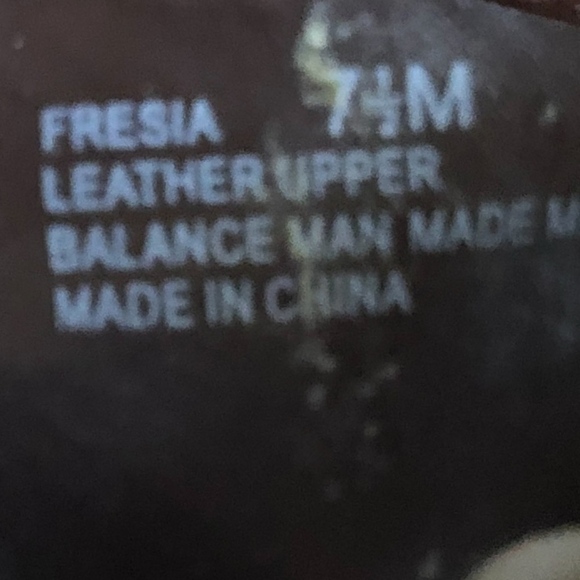 FRESIA 7½M
LEATHER UPPER
BALANCE MAN MADE M
MADE IN CHINA